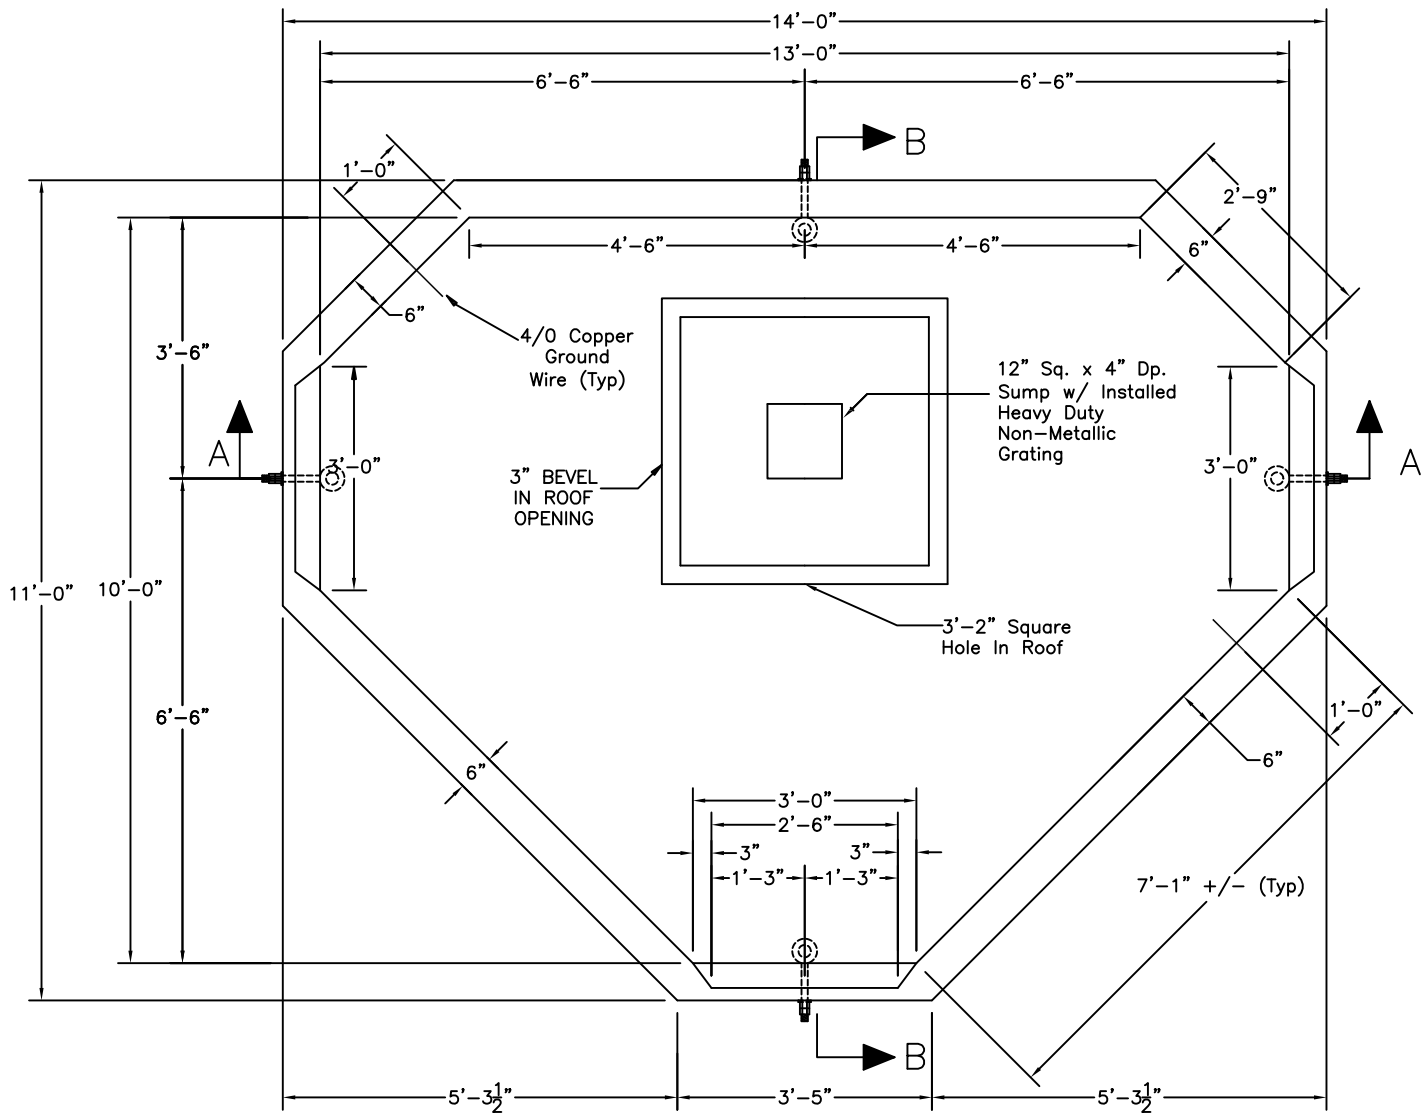 14'-0"
13'-0"
6'-6" 6'-6"
B
1'-0"
2'-9"
4'-6" 4'-6"
6"
6"
4/0 Copper
Ground
Wire (Typ)
3'-6"
12" Sq. x 4" Dp.
Sump w/ Installed
Heavy Duty
Non-Metallic
Grating
A
3'-0"
3'-0"
A
3" BEVEL
IN ROOF
OPENING
11'-0"
10'-0"
3'-2" Square
Hole In Roof
6'-6"
1'-0"
6"
6"
3'-0"
2'-6"
3" 3"
1'-3" 1'-3"
7'-1" +/- (Typ)
B
5'-3 1/2" 3'-5" 5'-3 1/2"